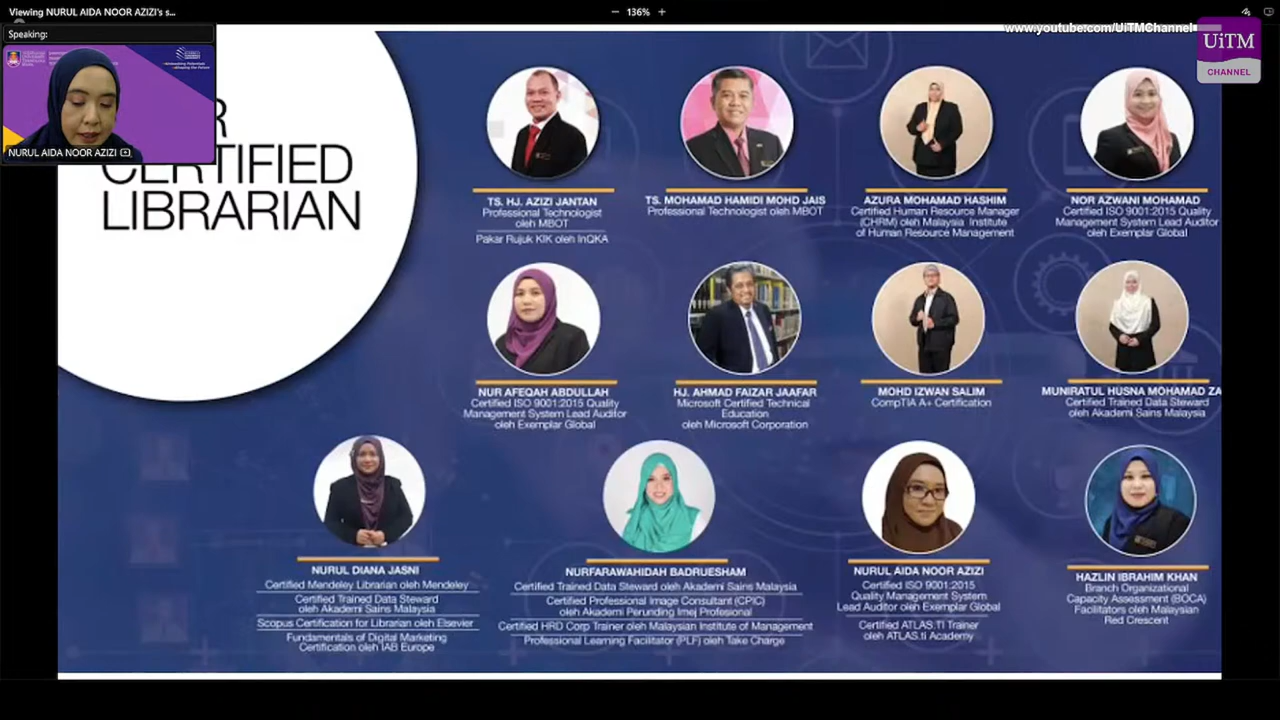 Viewing NURUL AIDA NOOR AZIZI's s...
136%
www.youtube.com/UiTMChannel
UiTM
CHANNEL
Speaking:
NURUL AIDA NOOR AZIZI
CERTIFIED
LIBRARIAN
TS. HJ. AZIZI JANTAN
Professional Technologist
oleh MBOT
Pakar Rujuk KIK oleh InQKA
TS. MOHAMAD HAMIDI MOHD JAIS
Professional Technologist oleh MBOT
AZURA MOHAMAD HASHIM
Certified Human Resource Manager
(CHRM) oleh Malaysia Institute
of Human Resource Management
NOR AZWANI MOHAMAD
Certified ISO 9001:2015 Quality
Management System Lead Auditor
oleh Exemplar Global
NUR AFEQAH ABDULLAH
Certified ISO 9001:2015 Quality
Management System Lead Auditor
oleh Exemplar Global
HJ. AHMAD FAIZAR JAAFAR
Microsoft Certified Technical
Education
oleh Microsoft Corporation
MOHD IZWAN SALIM
CompTIA A+ Certification
MUNIRATUL HUSNA MOHAMAD ZA
Certified Trained Data Steward
oleh Akademi Sains Malaysia
NURUL DIANA JASNI
Certified Mendeley Librarian oleh Mendeley
Certified Trained Data Steward
oleh Akademi Sains Malaysia
Scopus Certification for Librarian oleh Elsevier
Fundamentals of Digital Marketing
Certification oleh IAB Europe
NURFARAWAHIDAH BADRUESHAM
Certified Trained Data Steward oleh Akademi Sains Malaysia
Certified Professional Image Consultant (CPIC)
oleh Akademi Perunding Imej Profesional
Certified HRD Corp Trainer oleh Malaysian Institute of Management
Professional Learning Facilitator (PLF) oleh Take Charge
NURUL AIDA NOOR AZIZI
Certified ISO 9001:2015
Quality Management System
Lead Auditor oleh Exemplar Global
Certified ATLAS.TI Trainer
oleh ATLAS.ti Academy
HAZLIN IBRAHIM KHAN
Branch Organizational
Capacity Assessment (BOCA)
Facilitators oleh Malaysian
Red Crescent